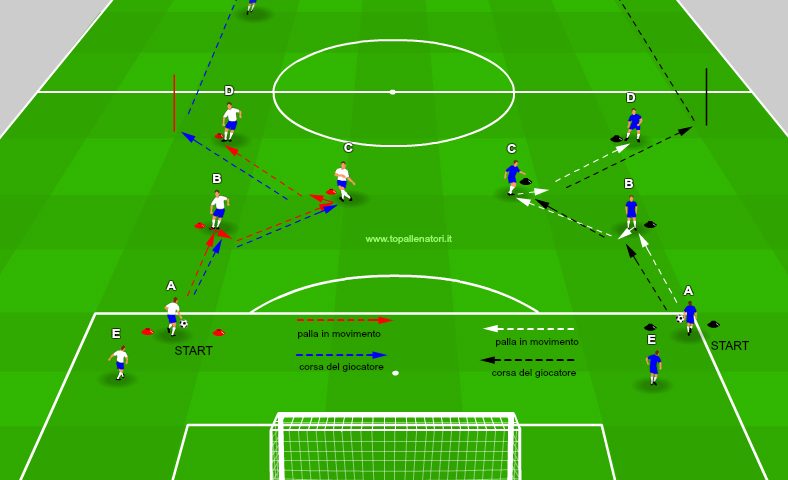 D
D
C
C
B
B
www.topallenatori.it
A
A
E
START
START
E
palla in movimento
palla in movimento
corsa del giocatore
corsa del giocatore